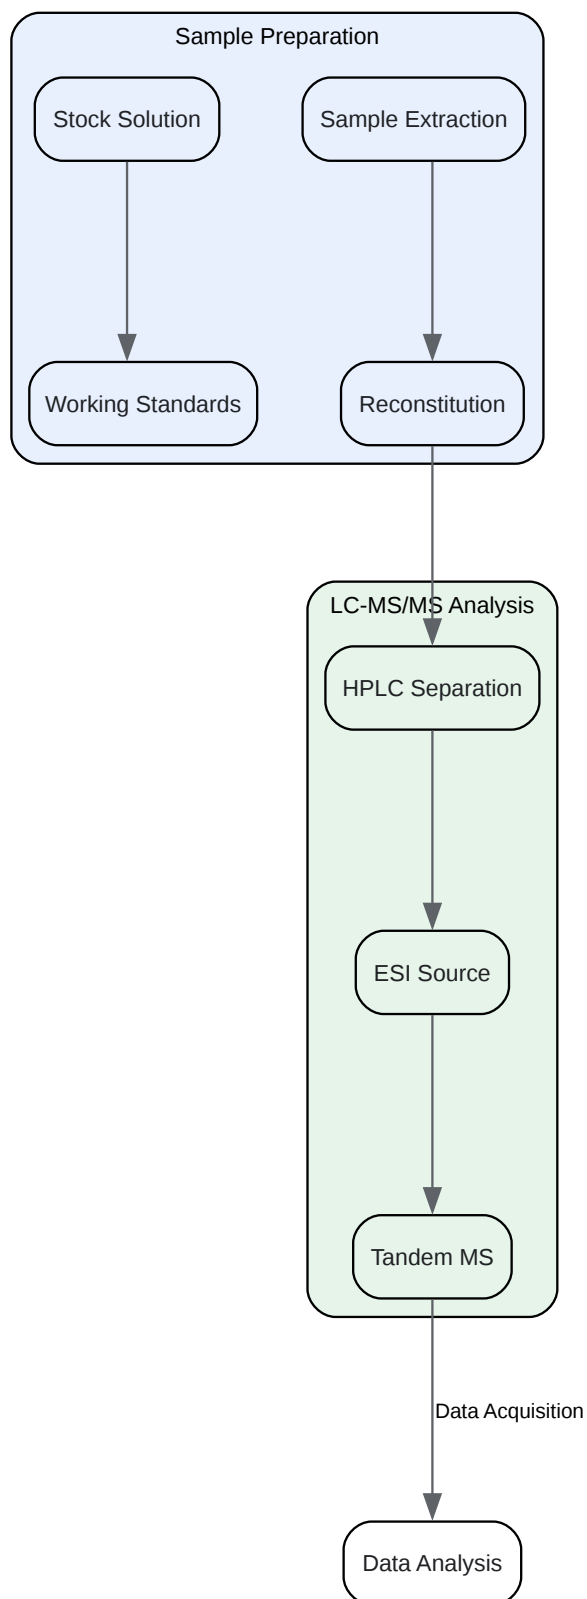 Sample Preparation
Stock Solution
Sample Extraction
Working Standards
Reconstitution
LC-MS/MS Analysis
HPLC Separation
ESI Source
Tandem MS
Data Acquisition
Data Analysis